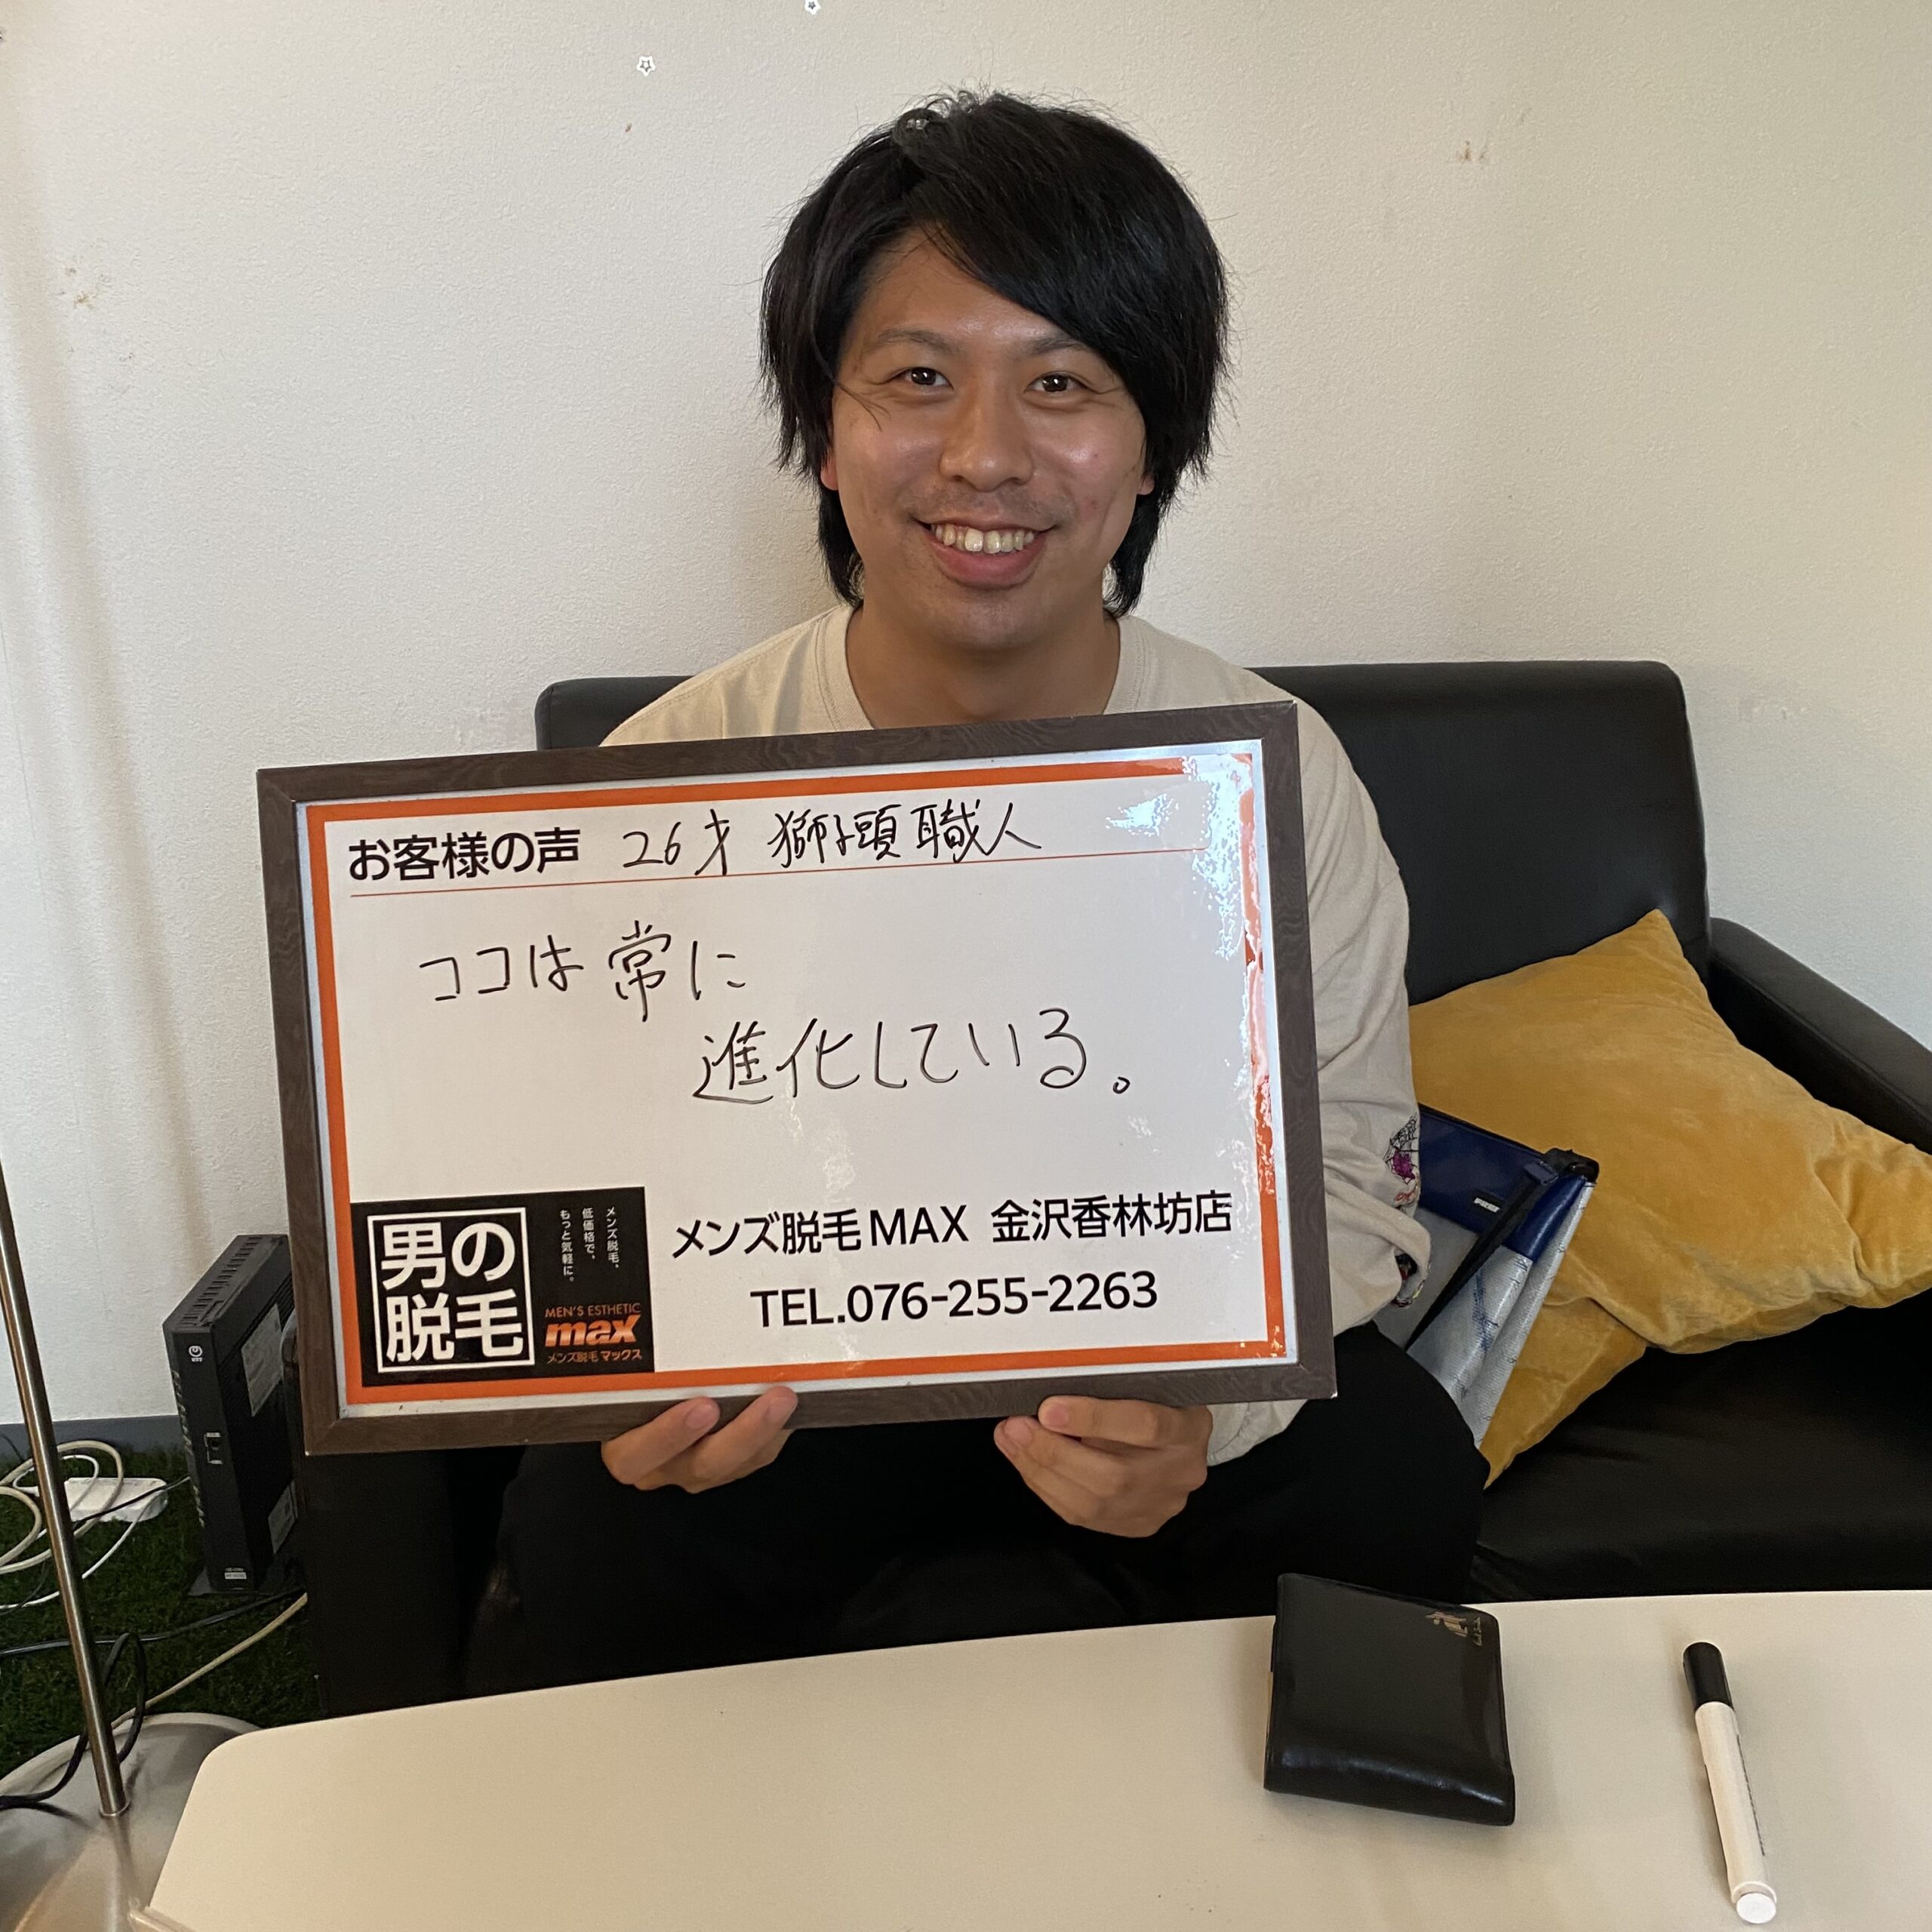 お客様の声 26才 獅子頭職人
ココは常に
進化している。
男の
脱毛
メンズ脱毛、
低価格で、
もっと気軽に。
MEN'S ESTHETIC
max
メンズ脱毛マックス
メンズ脱毛MAX 金沢香林坊店
TEL.076-255-2263